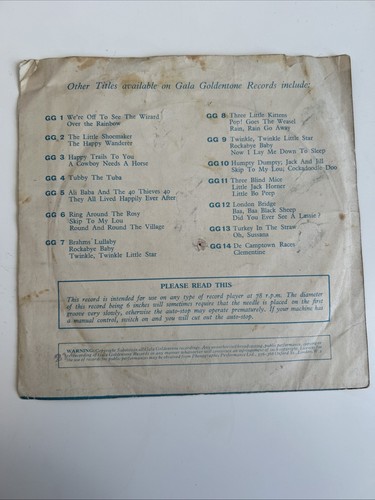 Other Titles available on Gala Goldentone Records include:
GG 1 We're Off To See The Wizard
Over the Rainbow
GG 2 The Little Shoemaker
The Happy Wanderer
GG 3 Happy Trails To You
A Cowboy Needs A Horse
GG 4 Tubby The Tuba
GG 5 Ali Baba And The 40 Thieves 40
They All Lived Happily Ever After
GG 6 Ring Around The Rosy
Skip To My Lou
Round And Round The Village
GG 7 Brahms Lullaby
Rockabye Baby
Twinkle, Twinkle Little Star
GG 8 Three Little Kittens
Pop! Goes The Weasel
Rain, Rain Go Away
GG 9 Twinkle, Twinkle Little Star
Rockabye Baby
Now I Lay Me Down To Sleep
GG10 Humpty Dumpty; Jack And Jill
Skip To My Lou; Cockadoodle Doo
GG11 Three Blind Mice
Little Jack Horner
Little Bo Peep
GG12 London Bridge
Baa, Baa Black Sheep
Did You Ever See A Lassie?
GG13 Turkey In The Straw
Oh, Susanna
GG14 De Camptown Races
Clementine
PLEASE READ THIS
This record is intended for use on any type of record player at 78 r.p.m. The diameter
of this record being 6 inches will sometimes require that the needle is placed on the first
groove very slowly, otherwise the auto-stop may operate prematurely. If your machine has
a manual control, switch on and you will cut out the auto-stop.
WARNING: